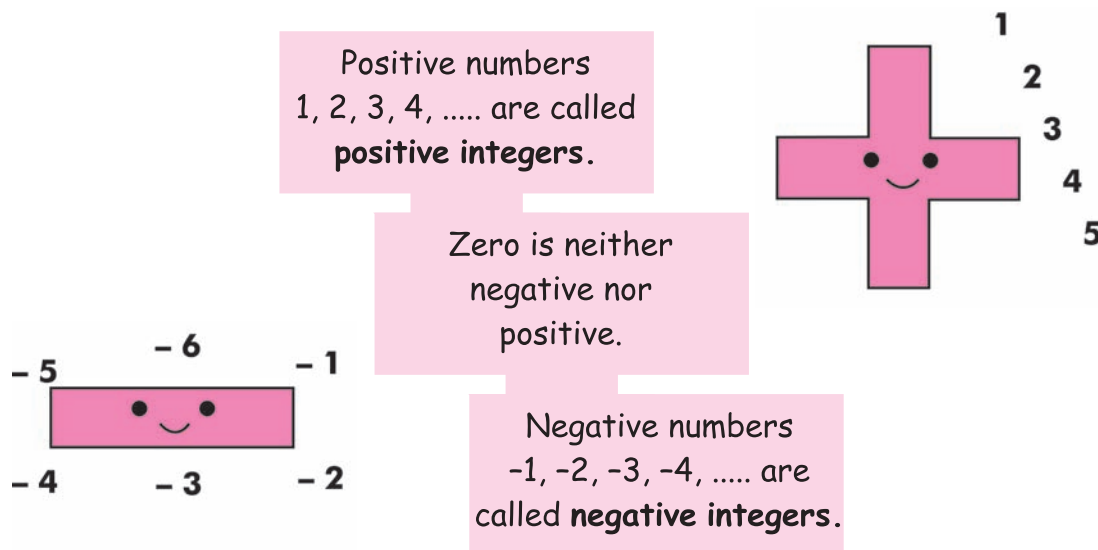 Positive numbers
1, 2, 3, 4, ..... are called
positive integers.
1
2
3
4
5
Zero is neither
negative nor
positive.
– 6
– 5
– 1
– 4
– 3
– 2
Negative numbers
–1, –2, –3, –4, ..... are
called negative integers.